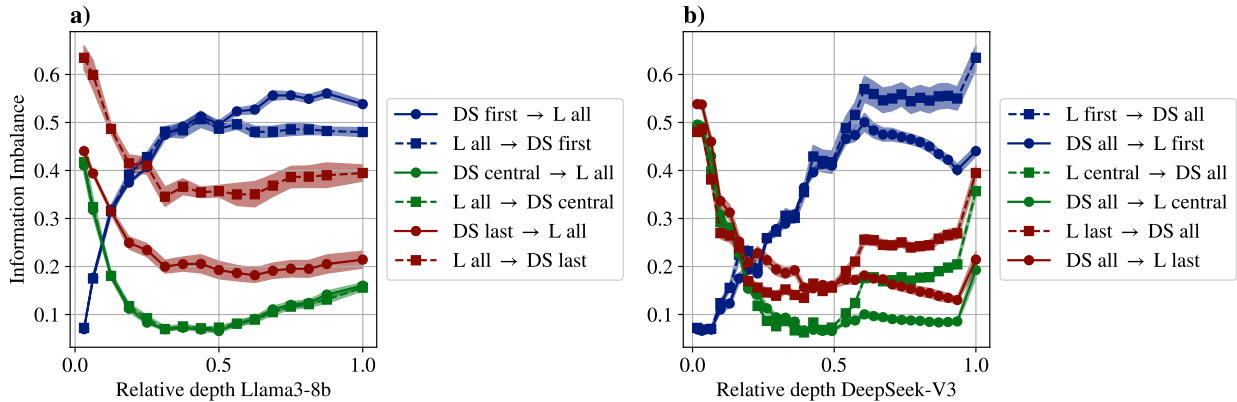 a)
Information Imbalance
0.6
0.5
0.4
0.3
0.2
0.1
0.0
0.5
1.0
Relative depth Llama3-8b
DS first → L all
L all → DS first
DS central → L all
L all → DS central
DS last → L all
L all → DS last
b)
0.6
0.5
0.4
0.3
0.2
0.1
0.0
0.5
1.0
Relative depth DeepSeek-V3
L first → DS all
DS all → L first
L central → DS all
DS all → L central
L last → DS all
DS all → L last